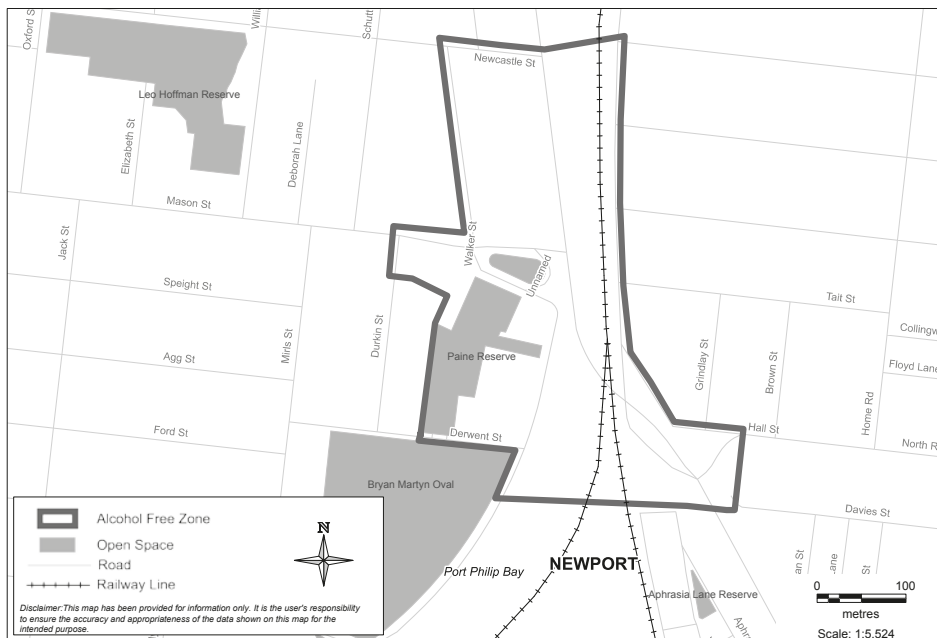 Oxford St
Willi
Schutt
Newcastle St
Leo Hoffman Reserve
Elizabeth St
Deborah Lane
Mason St
Walker St
Jack St
Unnamed
Speight St
Tait St
Durkin St
Mirls St
Collingw
Grindlay St
Brown St
Paine Reserve
Agg St
Floyd Lane
Home Rd
Ford St
Derwent St
Hall St
North R
Bryan Martyn Oval
Davies St
Alcohol Free Zone
Open Space
Road
Railway Line
N
an St
ane
St
Port Philip Bay
NEWPORT
Aphrasia Lane Reserve
Aphr
0 100
metres
Scale: 1:5,524
Disclaimer:This map has been provided for information only. It is the user's responsibility
to ensure the accuracy and appropriateness of the data shown on this map for the
intended purpose.